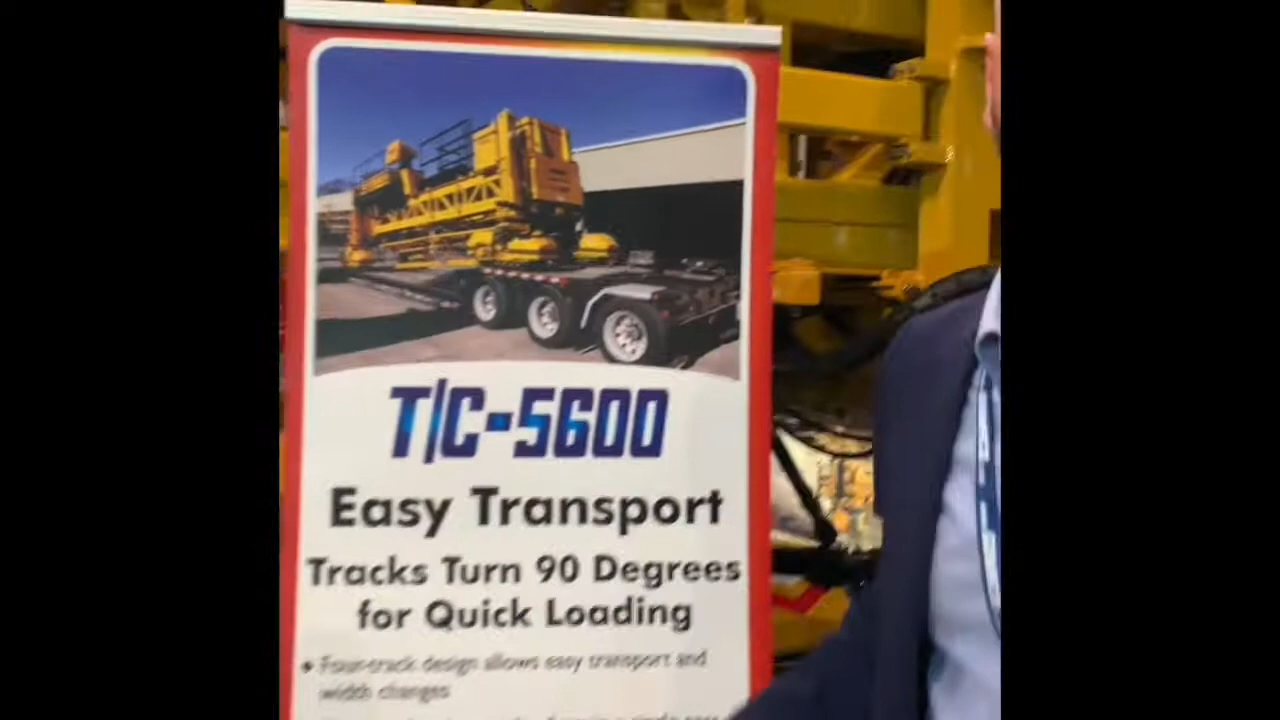 T/C-5600
Easy Transport
Tracks Turn 90 Degrees
for Quick Loading
• Four-track design allows easy transport and
width changes